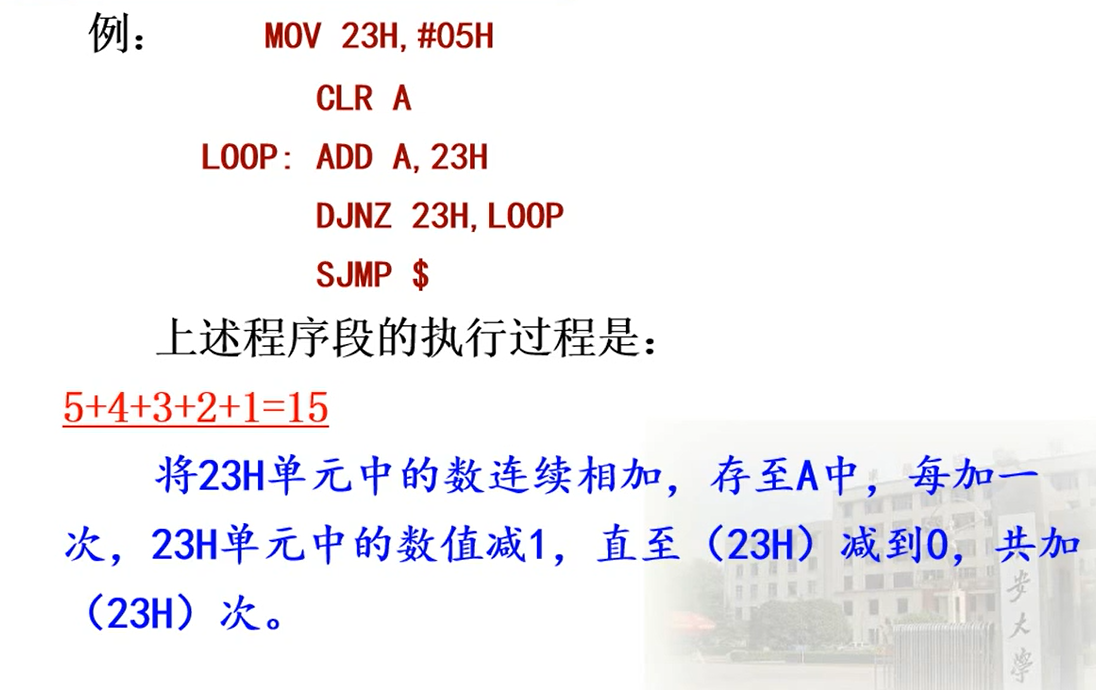 例： MOV 23H,#05H
CLR A
LOOP: ADD A,23H
DJNZ 23H,LOOP
SJMP $
上述程序段的执行过程是：
5+4+3+2+1=15
将23H单元中的数连续相加，存至A中，每加一
次，23H单元中的数值减1，直至（23H）减到0，共加
（23H）次。
安大学